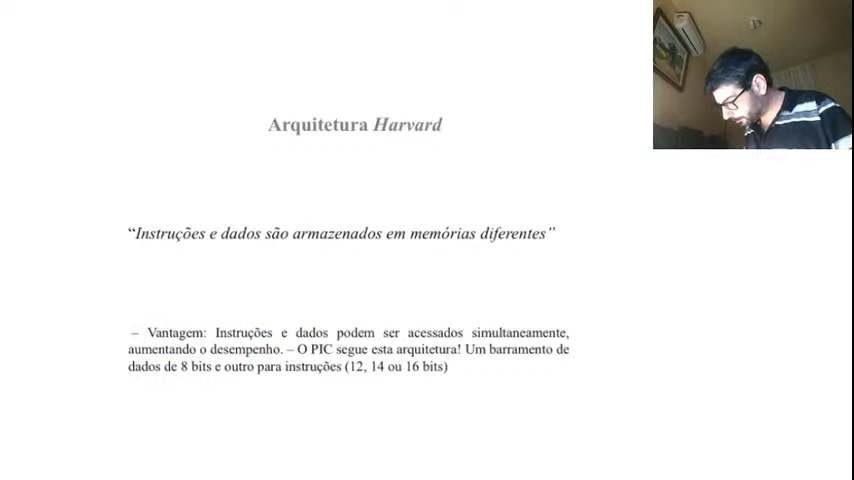 Arquitetura Harvard
“Instruções e dados são armazenados em memórias diferentes”
– Vantagem: Instruções e dados podem ser acessados simultaneamente,
aumentando o desempenho. – O PIC segue esta arquitetura! Um barramento de
dados de 8 bits e outro para instruções (12, 14 ou 16 bits)